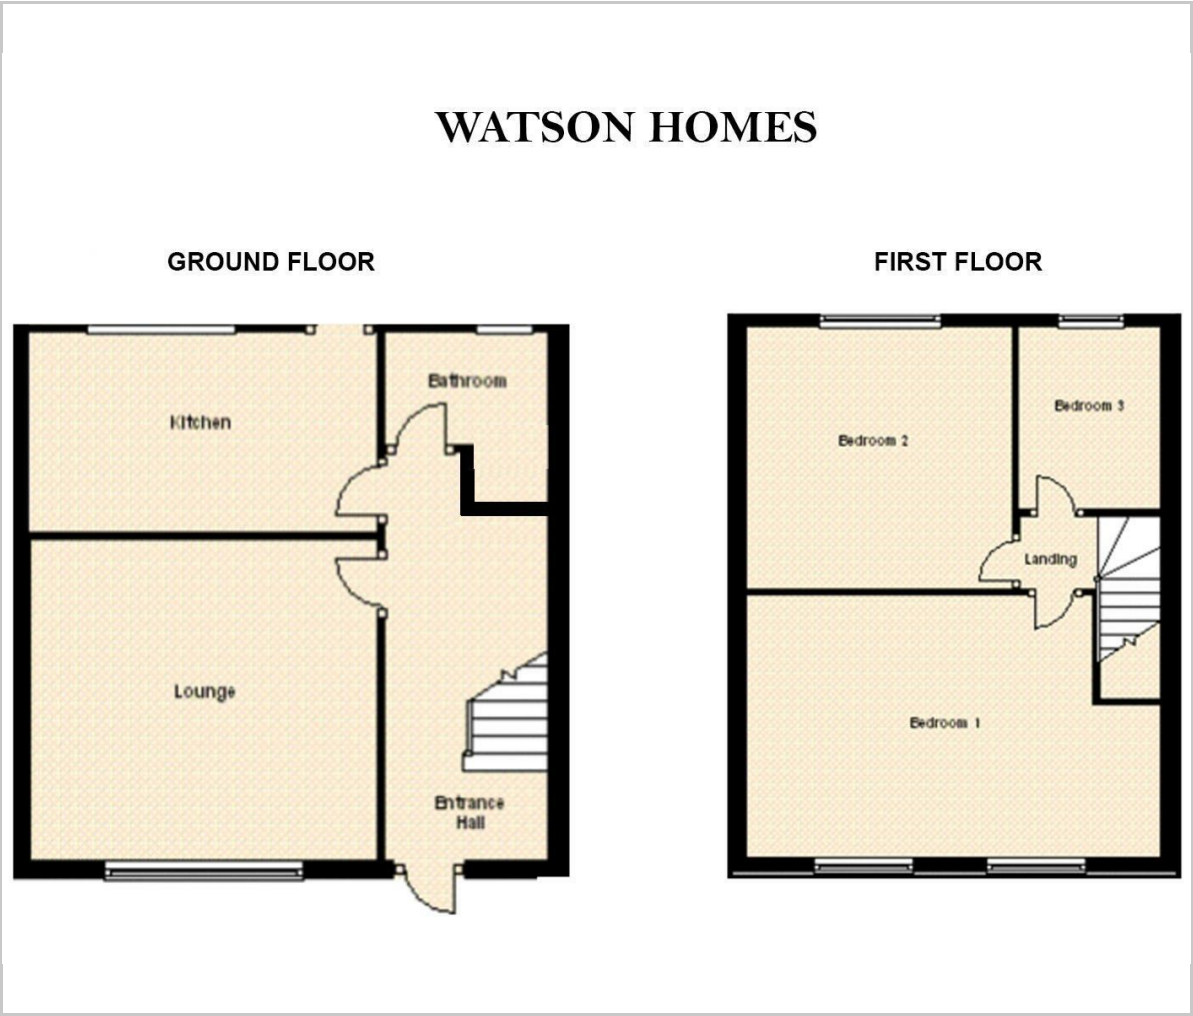 WATSON HOMES
GROUND FLOOR
FIRST FLOOR
Kitchen
Bathroom
Lounge
Entrance
Hall
Bedroom 2
Bedroom 3
Landing
Bedroom 1